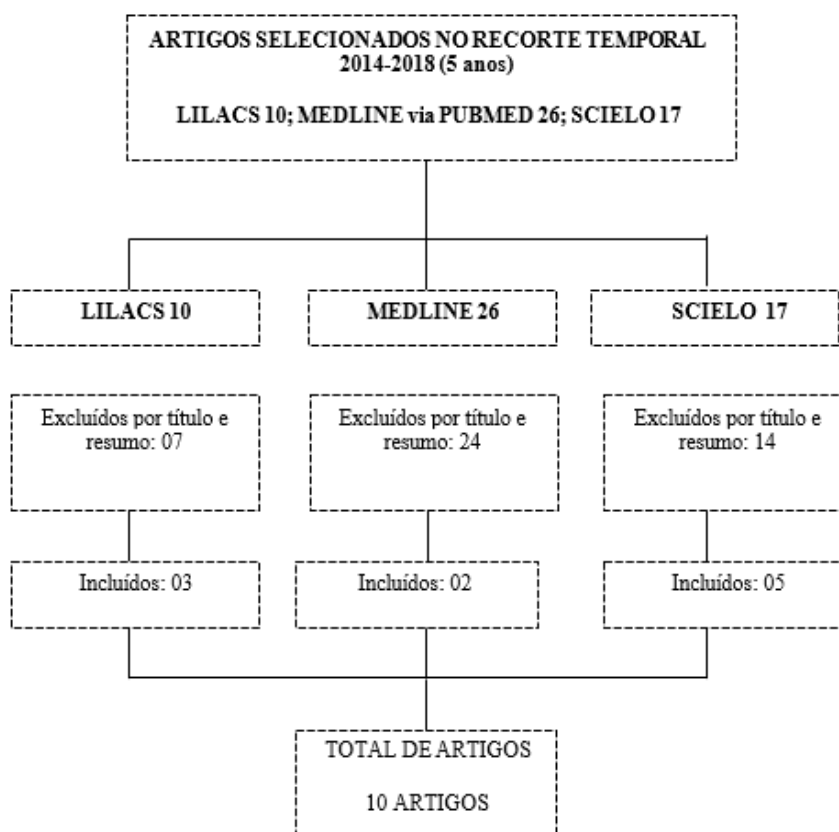 ARTIGOS SELECIONADOS NO RECORTE TEMPORAL
2014-2018 (5 anos)
LILACS 10; MEDLINE via PUBMED 26; SCIELO 17
LILACS 10
MEDLINE 26
SCIELO 17
Excluídos por título e
resumo: 07
Excluídos por título e
resumo: 24
Excluídos por título e
resumo: 14
Incluídos: 03
Incluídos: 02
Incluídos: 05
TOTAL DE ARTIGOS
10 ARTIGOS